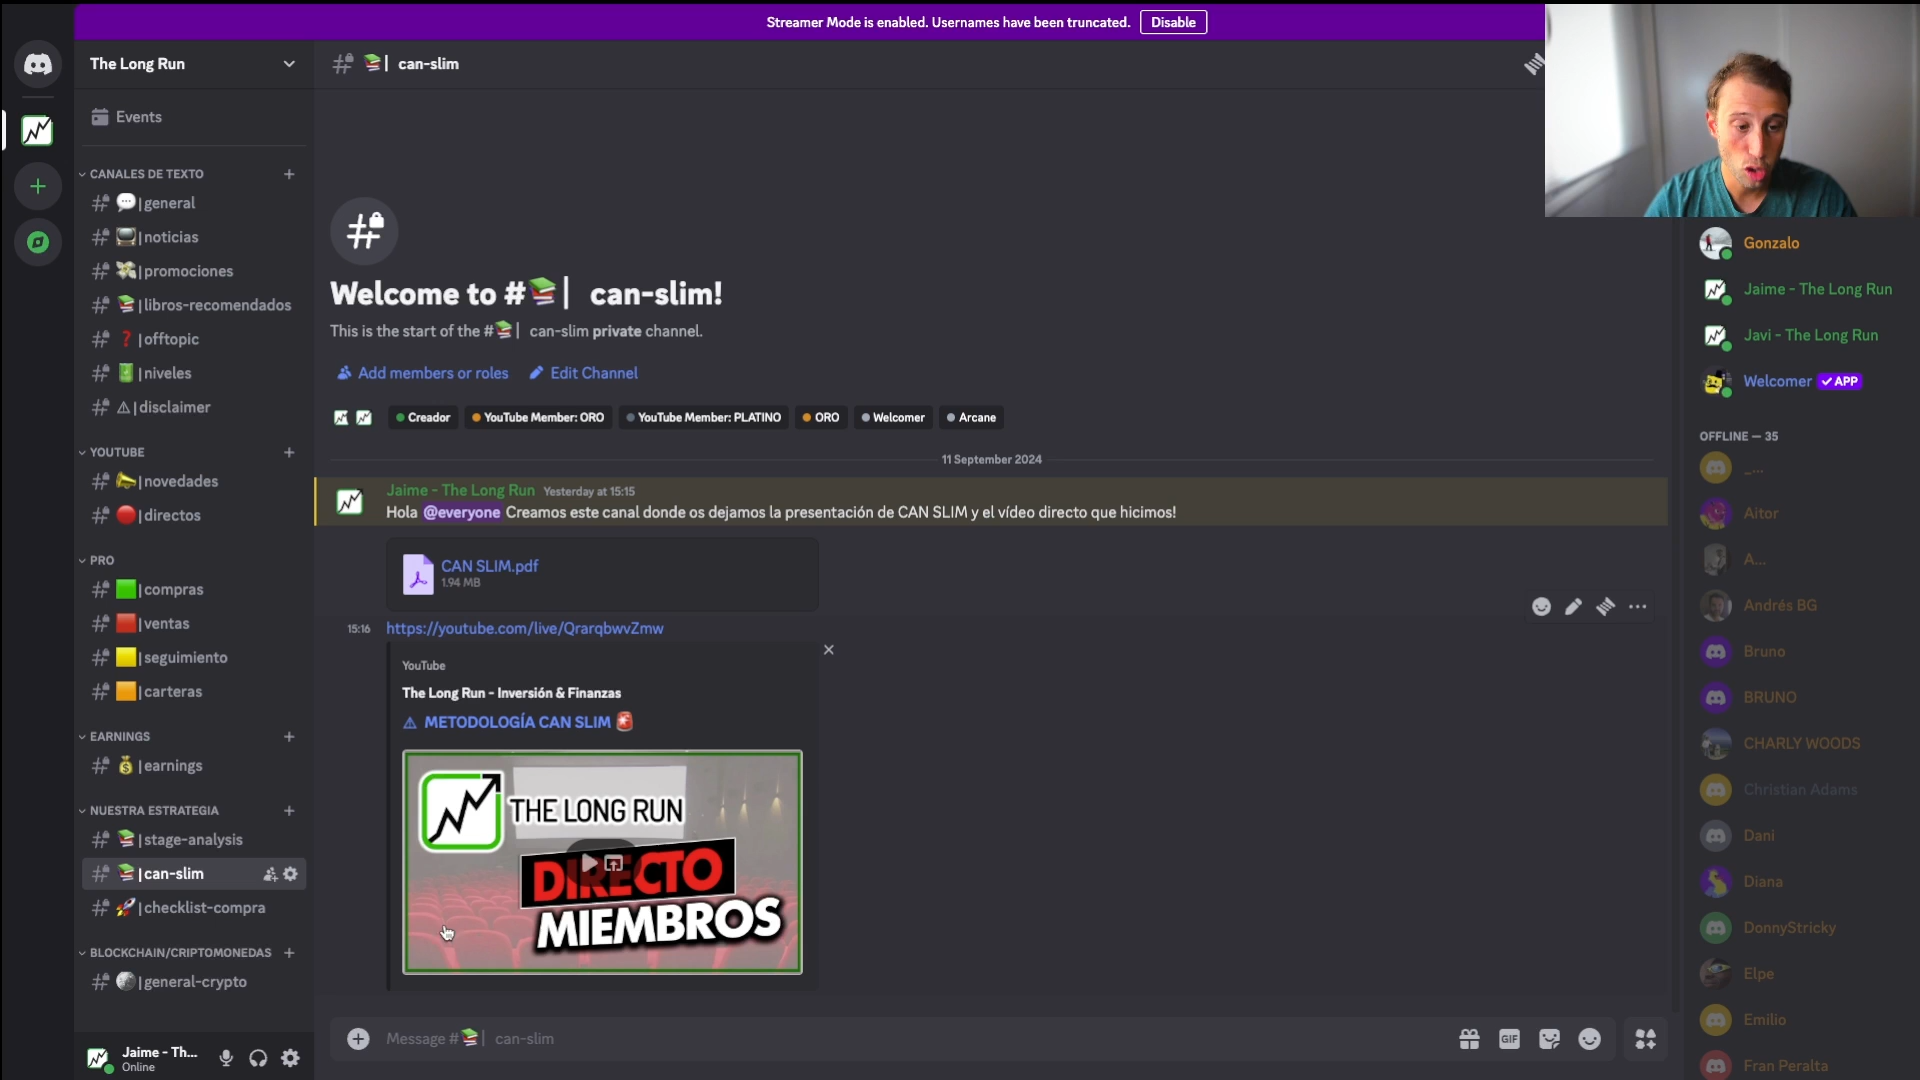 Streamer Mode is enabled. Usernames have been truncated. Disable
The Long Run
can-slim
Events
CANALES DE TEXTO
general
noticias
promociones
libros-recomendados
offtopic
niveles
disclaimer
YOUTUBE
novedades
directos
PRO
compras
ventas
seguimiento
carteras
EARNINGS
earnings
NUESTRA ESTRATEGIA
stage-analysis
can-slim
checklist-compra
BLOCKCHAIN/CRIPTOMONEDAS
general-crypto
Jaime - Th...
Online
Welcome to #📚| can-slim!
This is the start of the #📚| can-slim private channel.
Add members or roles Edit Channel
Creador YouTube Member: ORO YouTube Member: PLATINO ORO Welcomer Arcane
11 September 2024
Jaime - The Long Run Yesterday at 15:15
Hola @everyone Creamos este canal donde os dejamos la presentación de CAN SLIM y el vídeo directo que hicimos!
CAN SLIM.pdf
1.94 MB
15:16 https://youtube.com/live/QrarqbwvZmw
YouTube
The Long Run - Inversión & Finanzas
⚠ METODOLOGÍA CAN SLIM 🚨
THE LONG RUN
DIRECTO
MIEMBROS
Message #📚| can-slim
GIF
Gonzalo
Jaime - The Long Run
Javi - The Long Run
Welcomer ✓ APP
OFFLINE — 35
_...
Aitor
A...
Andrés BG
Bruno
BRUNO
CHARLY WOODS
Christian Adams
Dani
Diana
DonnyStricky
Elpe
Emilio
Fran Peralta